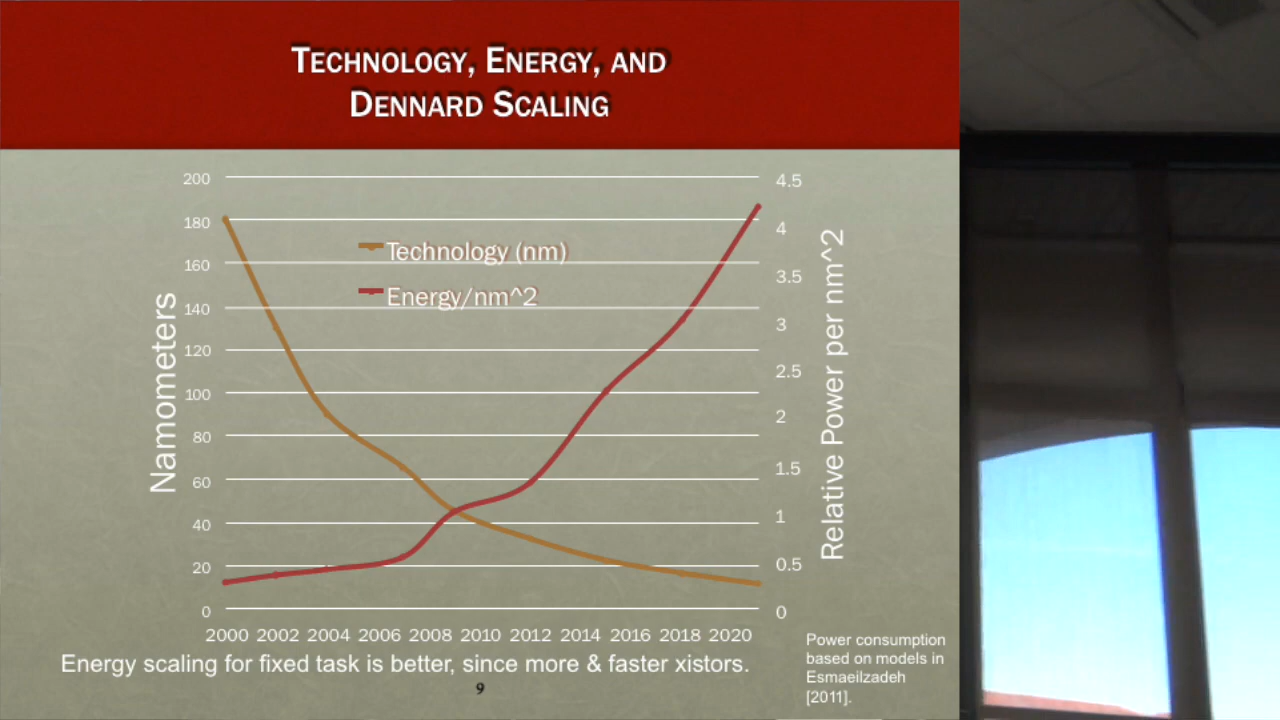 TECHNOLOGY, ENERGY, AND
DENNARD SCALING
200
180
160
140
120
100
80
60
40
20
0
Namometers
Technology (nm)
Energy/nm^2
4.5
4
3.5
3
2.5
2
1.5
1
0.5
0
Relative Power per nm^2
2000 2002 2004 2006 2008 2010 2012 2014 2016 2018 2020
Energy scaling for fixed task is better, since more & faster xistors.
Power consumption
based on models in
Esmaeilzadeh
[2011].
9